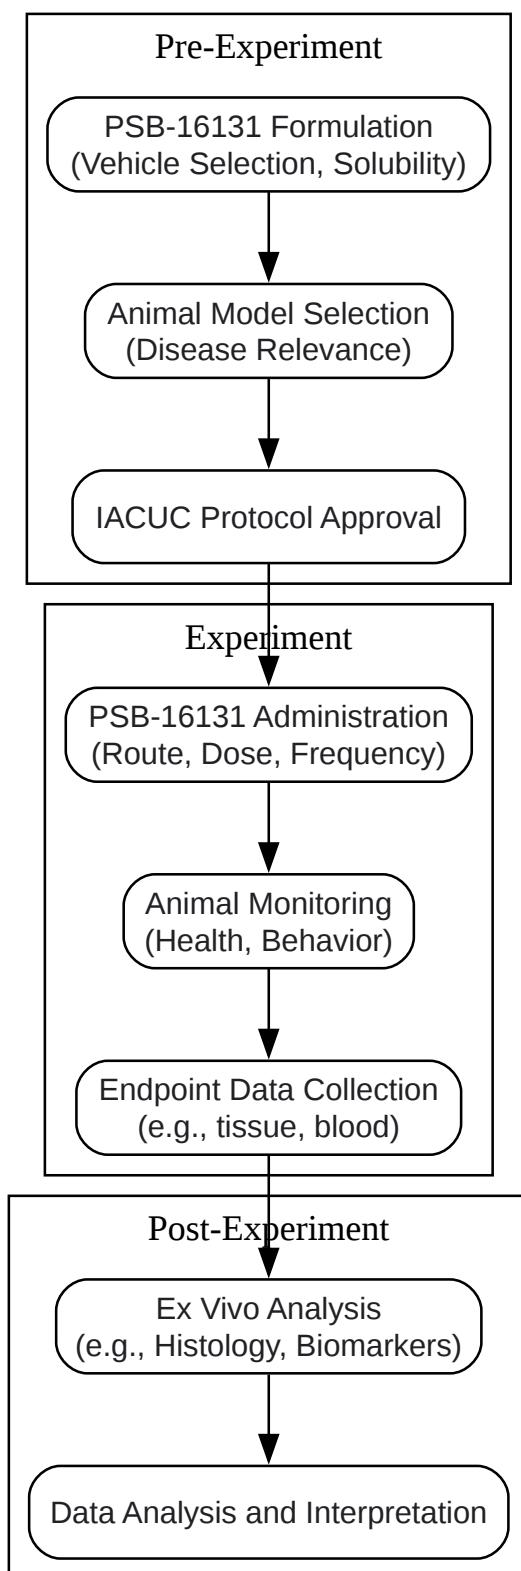 Pre-Experiment
PSB-16131 Formulation
(Vehicle Selection, Solubility)
Animal Model Selection
(Disease Relevance)
IACUC Protocol Approval
Experiment
PSB-16131 Administration
(Route, Dose, Frequency)
Animal Monitoring
(Health, Behavior)
Endpoint Data Collection
(e.g., tissue, blood)
Post-Experiment
Ex Vivo Analysis
(e.g., Histology, Biomarkers)
Data Analysis and Interpretation